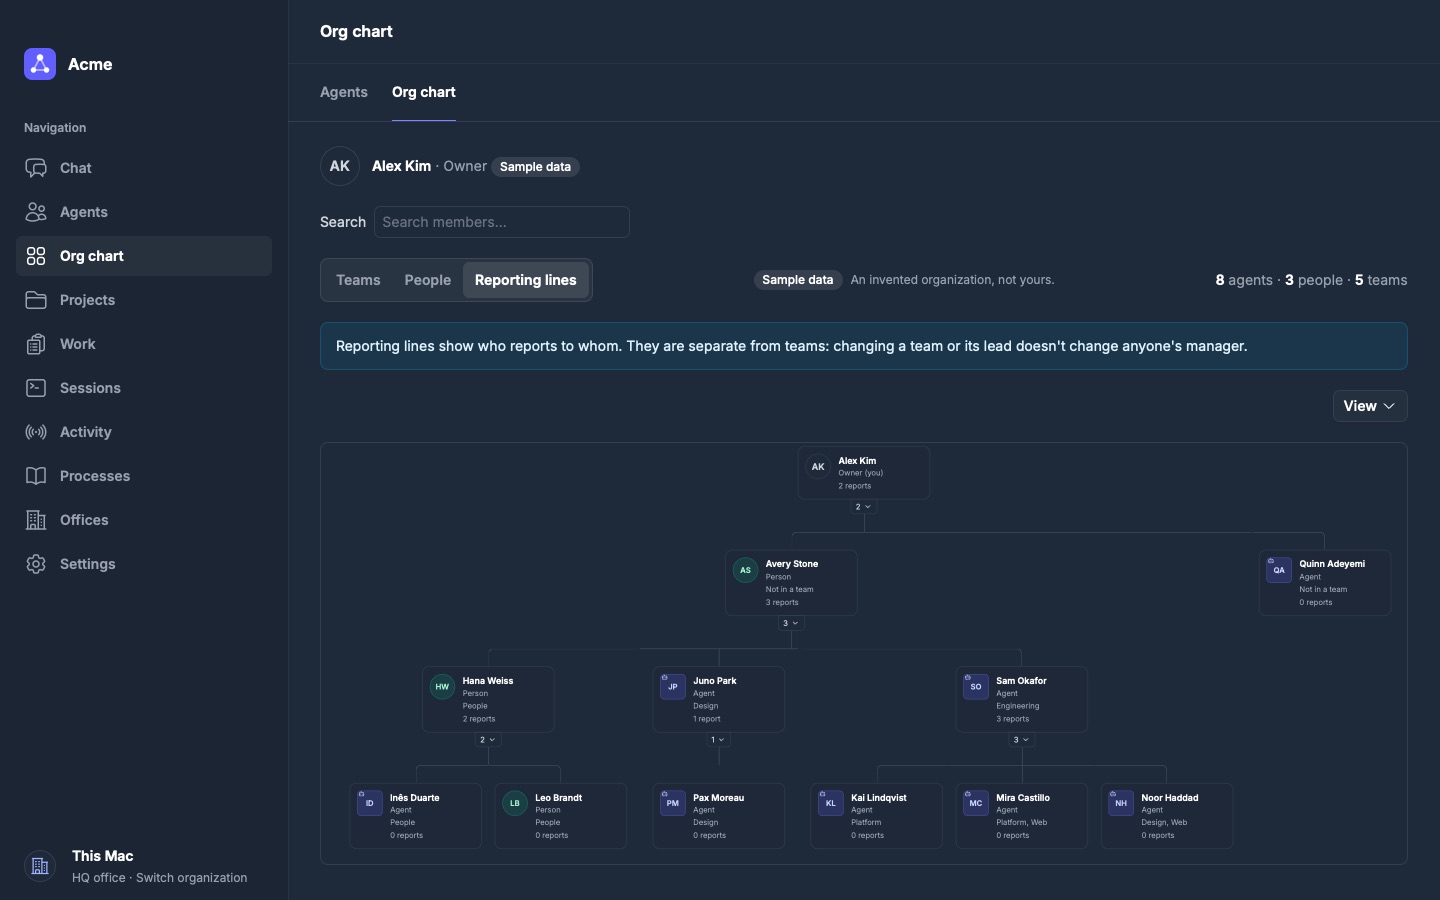 Acme
Navigation
Chat
Agents
Org chart
Projects
Work
Sessions
Activity
Processes
Offices
Settings
This Mac
HQ office · Switch organization
Org chart
Agents Org chart
AK Alex Kim · Owner Sample data
Search Search members...
Teams People Reporting lines Sample data An invented organization, not yours. 8 agents · 3 people · 5 teams
Reporting lines show who reports to whom. They are separate from teams: changing a team or its lead doesn't change anyone's manager.
View
AK Alex Kim
Owner (you)
2 reports
2
AS Avery Stone
Person
Not in a team
3 reports
3
QA Quinn Adeyemi
Agent
Not in a team
0 reports
HW Hana Weiss
Person
People
2 reports
2
JP Juno Park
Agent
Design
1 report
1
SO Sam Okafor
Agent
Engineering
3 reports
3
ID Inês Duarte
Agent
People
0 reports
LB Leo Brandt
Person
People
0 reports
PM Pax Moreau
Agent
Design
0 reports
KL Kai Lindqvist
Agent
Platform
0 reports
MC Mira Castillo
Agent
Platform, Web
0 reports
NH Noor Haddad
Agent
Design, Web
0 reports